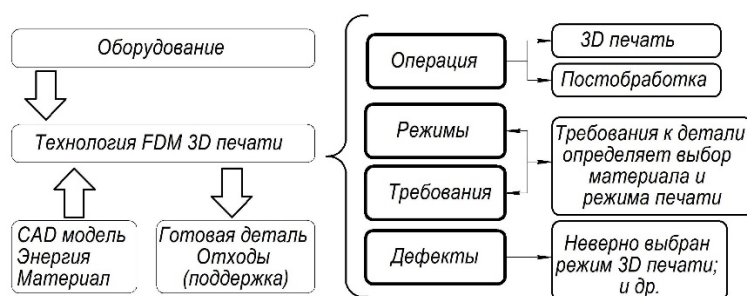 Оборудование
Технология FDM 3D печати
CAD модель
Энергия
Материал
Готовая деталь
Отходы
(поддержка)
Операция
3D печать
Постобработка
Режимы
Требования
Требования к детали
определяет выбор
материала и
режима печати
Дефекты
Неверно выбран
режим 3D печати;
и др.